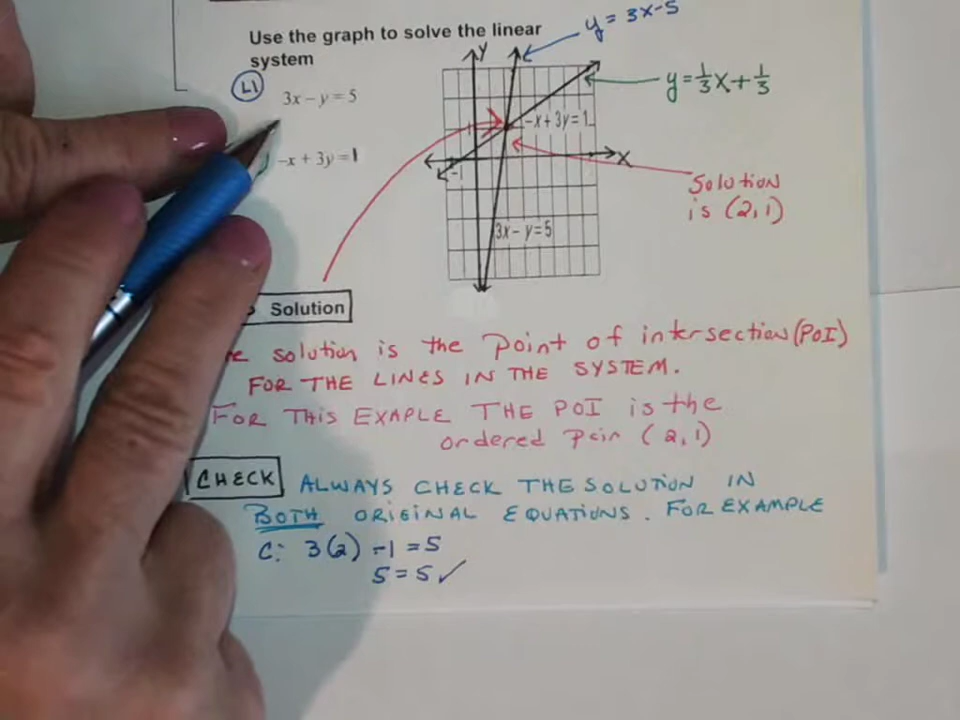 Use the graph to solve the linear
system
y = 3x-5
L1
3x – y = 5
y
y = 1/3 x + 1/3
-x + 3y = 1
-x + 3y = 1
x
-1
Solution
is (2,1)
3x – y = 5
Solution
solution is the Point of intersection (POI)
FOR THE LINES IN THE SYSTEM.
FOR THIS EXAPLE THE POI is the
ordered Pair (2,1)
CHECK ALWAYS CHECK THE SOLUTION IN
BOTH ORIGINAL EQUATIONS. FOR EXAMPLE
C: 3(2) -1 = 5
5 = 5 ✓